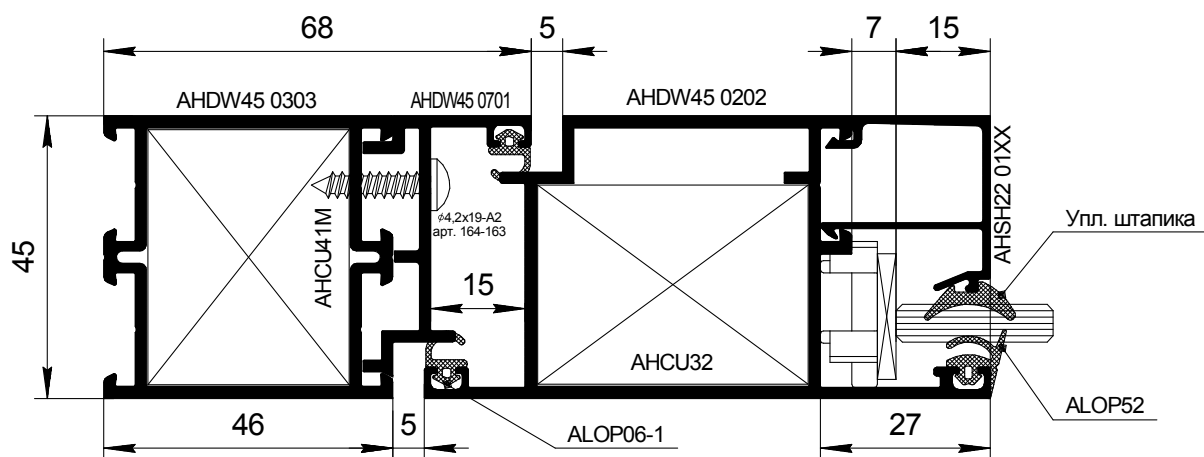 68
5
7
15
AHDW45 0303
AHDW45 0701
AHDW45 0202
AHSH22 01XX
45
AHCU41M
ϕ4,2x19-A2
арт. 164-163
Упл. штапика
15
AHCU32
ALOP52
46
5
ALOP06-1
27